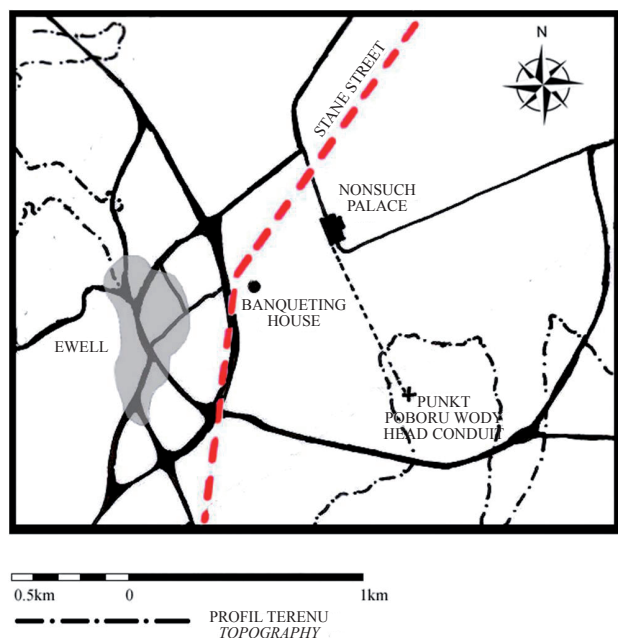 N
STANE STREET
NONSUCH
PALACE
BANQUETING
HOUSE
EWELL
PUNKT
POBORU WODY
HEAD CONDUIT
0.5km 0 1km
PROFIL TERENU
TOPOGRAPHY